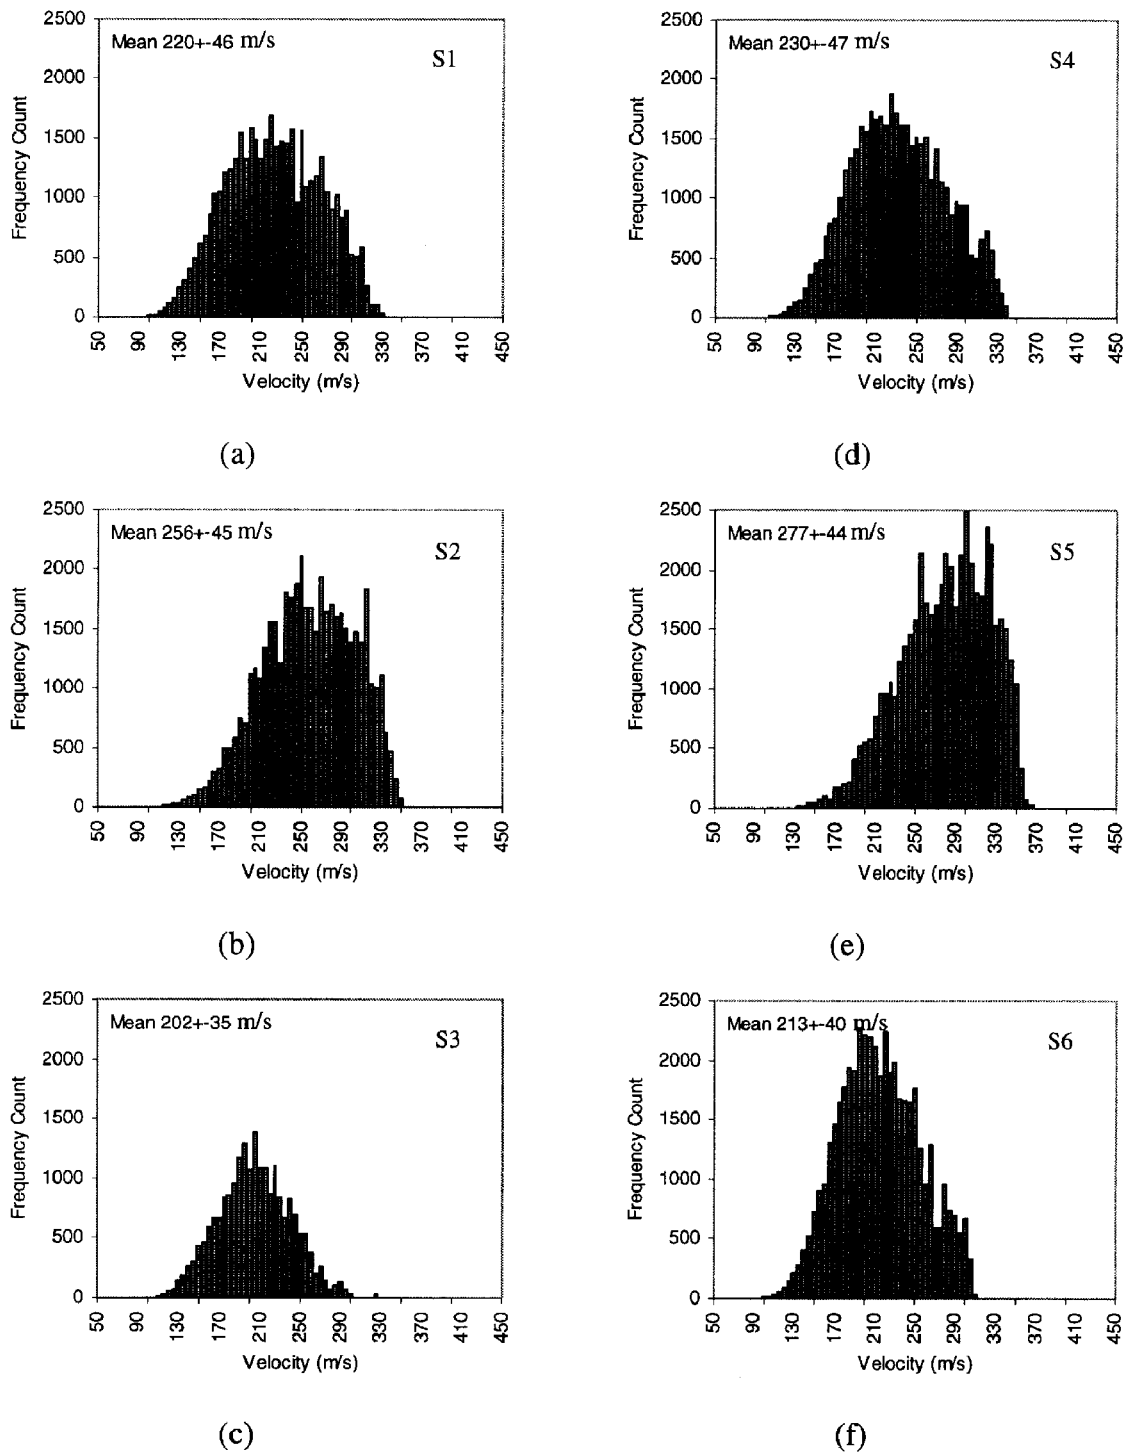 2500
2000
1500
1000
500
0
Frequency Count
Mean 220+-46 m/s
S1
50 90 130 170 210 250 290 330 370 410 450
Velocity (m/s)
(a)
2500
2000
1500
1000
500
0
Frequency Count
Mean 230+-47 m/s
S4
50 90 130 170 210 250 290 330 370 410 450
Velocity (m/s)
(d)
2500
2000
1500
1000
500
0
Frequency Count
Mean 256+-45 m/s
S2
50 90 130 170 210 250 290 330 370 410 450
Velocity (m/s)
(b)
2500
2000
1500
1000
500
0
Frequency Count
Mean 277+-44 m/s
S5
50 90 130 170 210 250 290 330 370 410 450
Velocity (m/s)
(e)
2500
2000
1500
1000
500
0
Frequency Count
Mean 202+-35 m/s
S3
50 90 130 170 210 250 290 330 370 410 450
Velocity (m/s)
(c)
2500
2000
1500
1000
500
0
Frequency Count
Mean 213+-40 m/s
S6
50 90 130 170 210 250 290 330 370 410 450
Velocity (m/s)
(f)